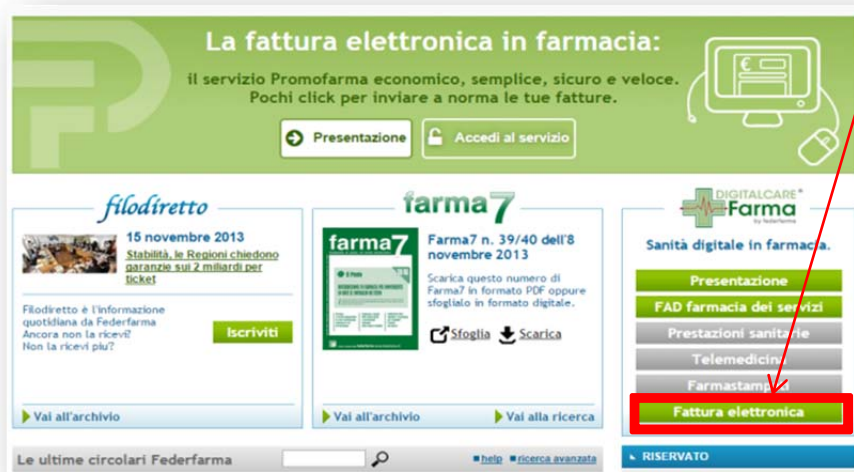 La fattura elettronica in farmacia:
il servizio Promofarma economico, semplice, sicuro e veloce.
Pochi click per inviare a norma le tue fatture.
Presentazione
Accedi al servizio
filodiretto
15 novembre 2013
Stabilità, le Regioni chiedono
garanzie sui 2 miliardi per
ticket
Filodiretto è l'informazione
quotidiana da Federfarma
Ancora non la ricevi?
Non la ricevi piu?
Iscriviti
Vai all'archivio
farma7
farma7
Farma7 n. 39/40 dell'8
novembre 2013
Scarica questo numero di
Farma7 in formato PDF oppure
sfoglialo in formato digitale.
Sfoglia
Scarica
Vai all'archivio
Vai alla ricerca
DIGITALCARE
Farma
by federfarma
Sanità digitale in farmacia.
Presentazione
FAD farmacia dei servizi
Prestazioni sanitarie
Telemedicina
Fattura elettronica
Le ultime circolari Federfarma
help
ricerca avanzata
RISERVATO